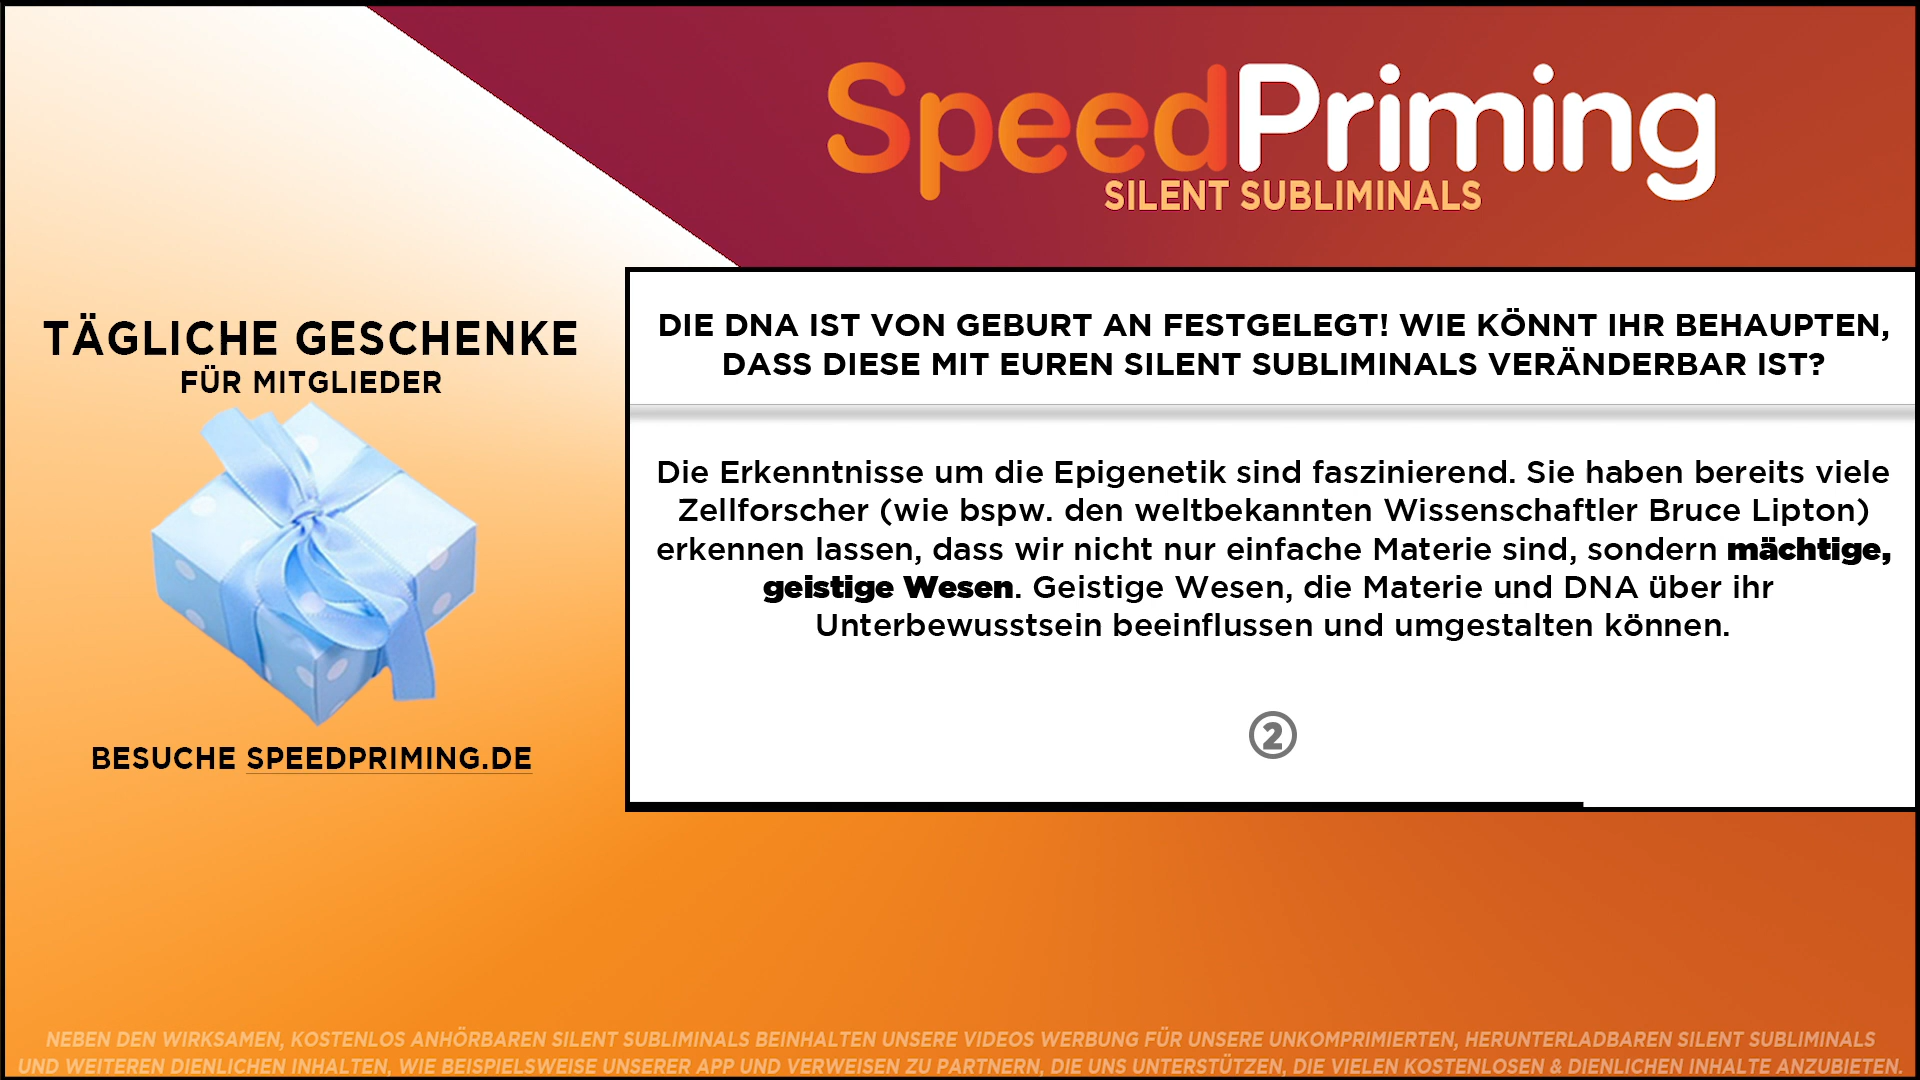 SpeedPriming
SILENT SUBLIMINALS
TÄGLICHE GESCHENKE
FÜR MITGLIEDER
BESUCHE SPEEDPRIMING.DE
DIE DNA IST VON GEBURT AN FESTGELEGT! WIE KÖNNT IHR BEHAUPTEN,
DASS DIESE MIT EUREN SILENT SUBLIMINALS VERÄNDERBAR IST?
Die Erkenntnisse um die Epigenetik sind faszinierend. Sie haben bereits viele
Zellforscher (wie bspw. den weltbekannten Wissenschaftler Bruce Lipton)
erkennen lassen, dass wir nicht nur einfache Materie sind, sondern mächtige,
geistige Wesen. Geistige Wesen, die Materie und DNA über ihr
Unterbewusstsein beeinflussen und umgestalten können.
2
NEBEN DEN WIRKSAMEN, KOSTENLOS ANHÖRBAREN SILENT SUBLIMINALS BEINHALTEN UNSERE VIDEOS WERBUNG FÜR UNSERE UNKOMPRIMIERTEN, HERUNTERLADBAREN SILENT SUBLIMINALS
UND WEITEREN DIENLICHEN INHALTEN, WIE BEISPIELSWEISE UNSERER APP UND VERWEISEN ZU PARTNERN, DIE UNS UNTERSTÜTZEN, DIE VIELEN KOSTENLOSEN & DIENLICHEN INHALTE ANZUBIETEN.